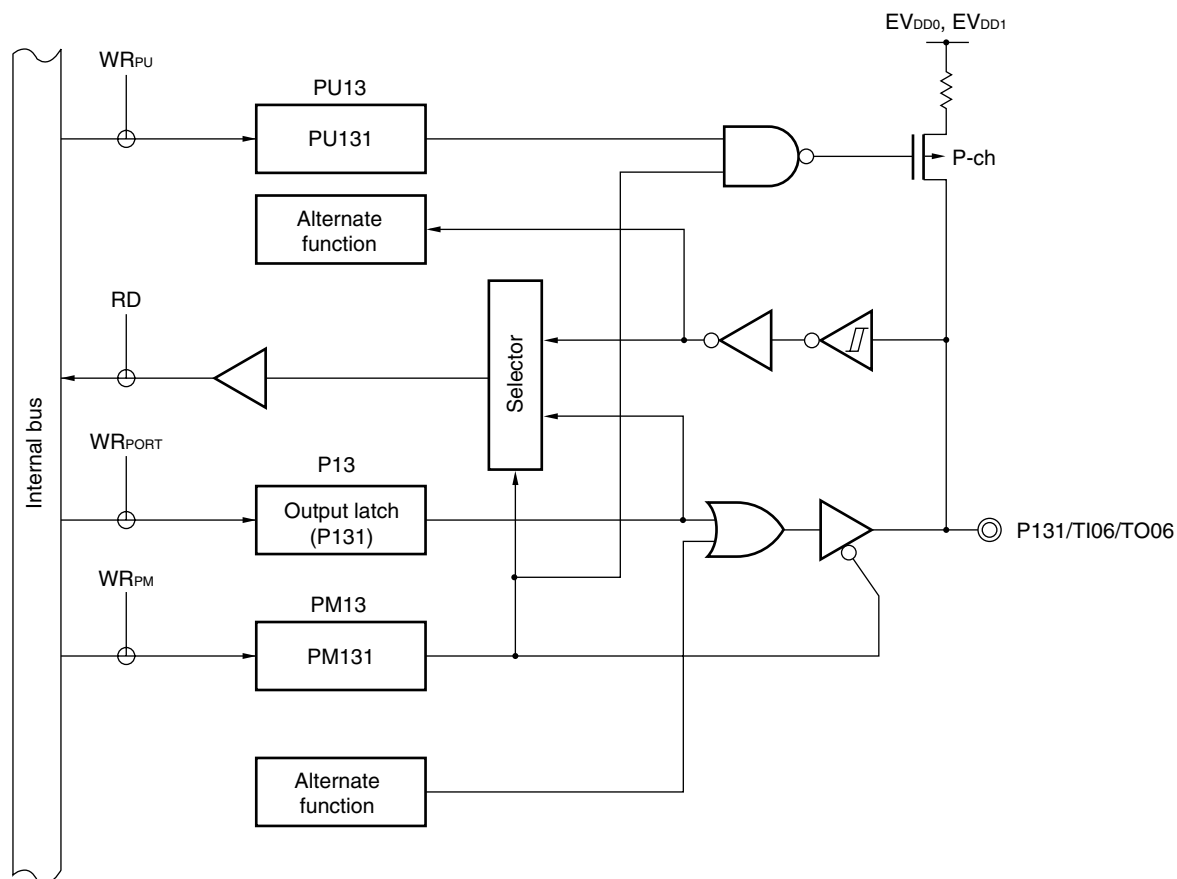 EVDD0, EVDD1
WRPU
PU13
PU131
P-ch
Alternate
function
RD
Selector
Internal bus
WRPORT
P13
Output latch
(P131)
P131/TI06/TO06
WRPM
PM13
PM131
Alternate
function